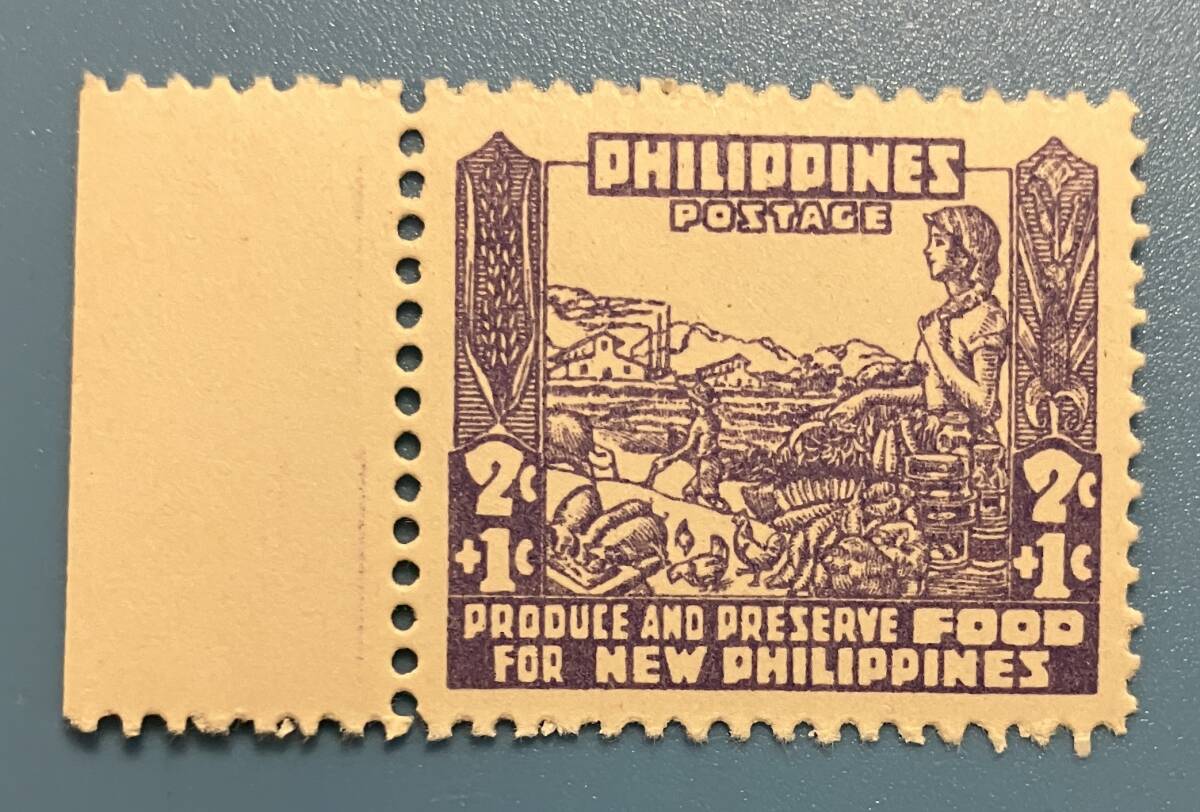 PHILIPPINES
POSTAGE
2c 2c
+1c +1c
PRODUCE AND PRESERVE FOOD
FOR NEW PHILIPPINES